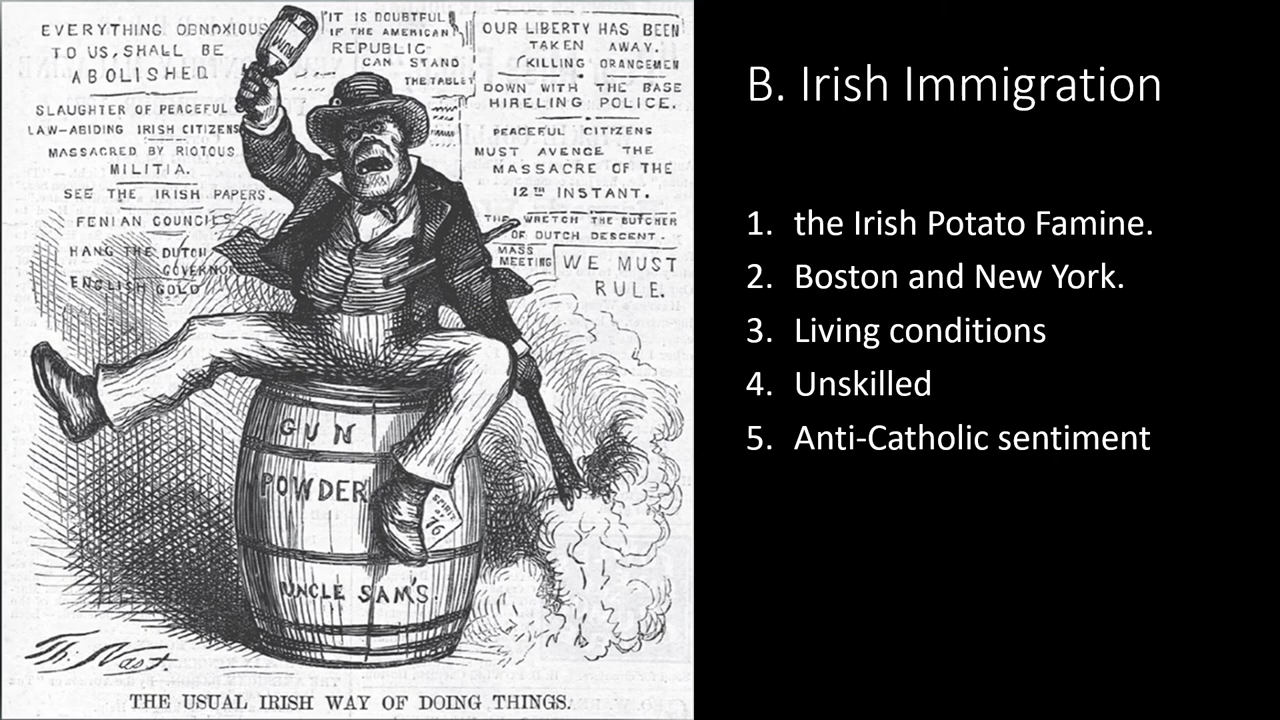 EVERYTHING OBNOXIOUS
TO US, SHALL BE
ABOLISHED
SLAUGHTER OF PEACEFUL
LAW-ABIDING IRISH CITIZENS
MASSACRED BY RIOTOUS
MILITIA.
SEE THE IRISH PAPERS.
FENIAN COUNCILS
HANG THE DUTCH
GOVERNOR
ENGLISH GOLD
IT IS DOUBTFUL
IF THE AMERICAN
REPUBLIC
CAN STAND
THE TABLET
OUR LIBERTY HAS BEEN
TAKEN AWAY.
(KILLING ORANGEMEN
DOWN WITH THE BASE
HIRELING POLICE.
PEACEFUL CITIZENS
MUST AVENGE THE
MASSACRE OF THE
12TH INSTANT.
THE WRETCH THE BUTCHER
OF DUTCH DESCENT.
MASS
MEETING
WE MUST
RULE.
GUN
POWDER
SPIRIT
OF
76
UNCLE SAM'S.
Th. Nast.
THE USUAL IRISH WAY OF DOING THINGS.
B. Irish Immigration
1. the Irish Potato Famine.
2. Boston and New York.
3. Living conditions
4. Unskilled
5. Anti-Catholic sentiment